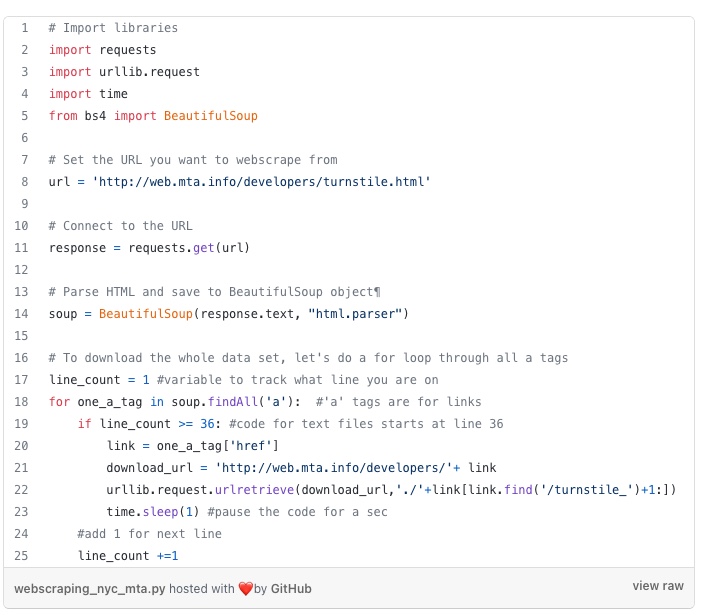 1 # Import libraries
2 import requests
3 import urllib.request
4 import time
5 from bs4 import BeautifulSoup
6
7 # Set the URL you want to webscrape from
8 url = 'http://web.mta.info/developers/turnstile.html'
9
10 # Connect to the URL
11 response = requests.get(url)
12
13 # Parse HTML and save to BeautifulSoup object¶
14 soup = BeautifulSoup(response.text, "html.parser")
15
16 # To download the whole data set, let's do a for loop through all a tags
17 line_count = 1 #variable to track what line you are on
18 for one_a_tag in soup.findAll('a'):  #'a' tags are for links
19     if line_count >= 36: #code for text files starts at line 36
20         link = one_a_tag['href']
21         download_url = 'http://web.mta.info/developers/'+ link
22         urllib.request.urlretrieve(download_url,'./'+link[link.find('/turnstile_')+1:])
23         time.sleep(1) #pause the code for a sec
24     #add 1 for next line
25     line_count +=1
webscraping_nyc_mta.py hosted with ❤️by GitHub view raw